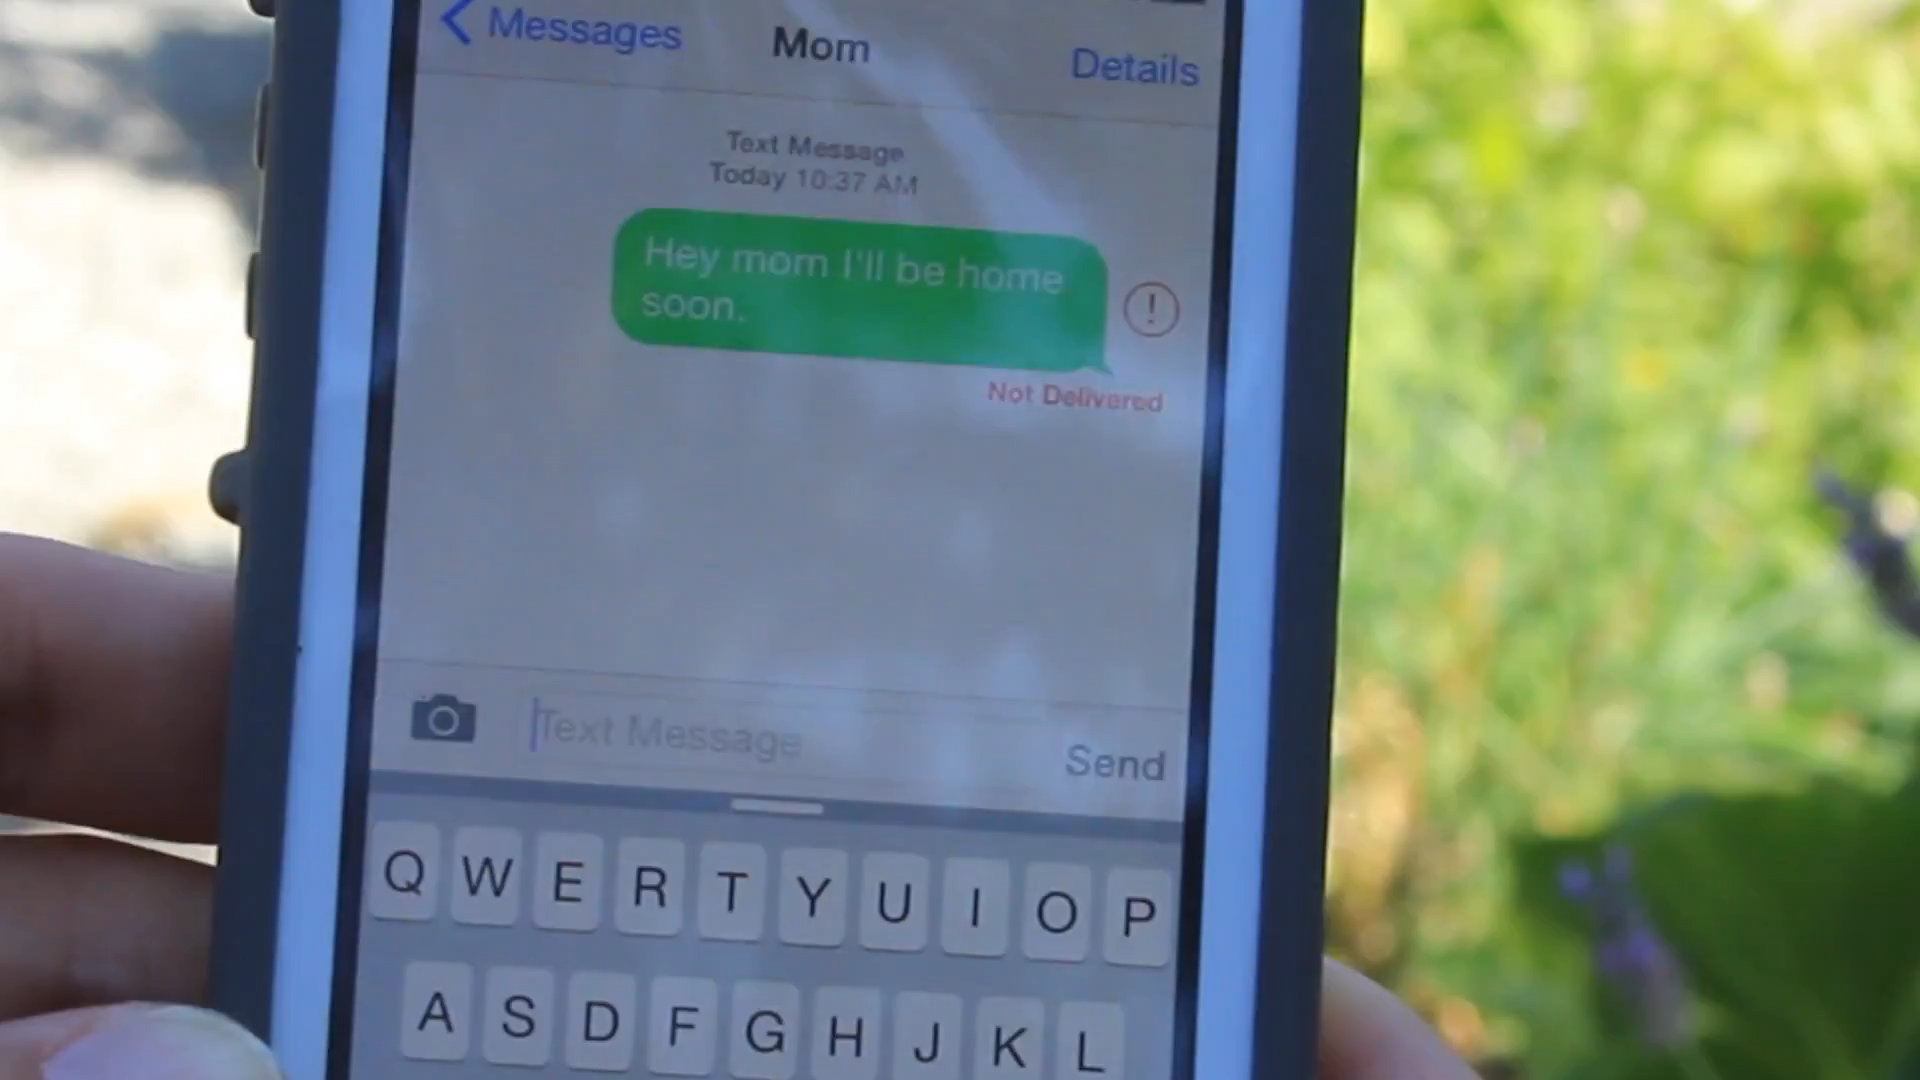 Messages
Mom
Details
Text Message
Today 10:37 AM
Hey mom I'll be home
soon.
!
Not Delivered
Text Message
Send
Q W E R T Y U I O P
A S D F G H J K L